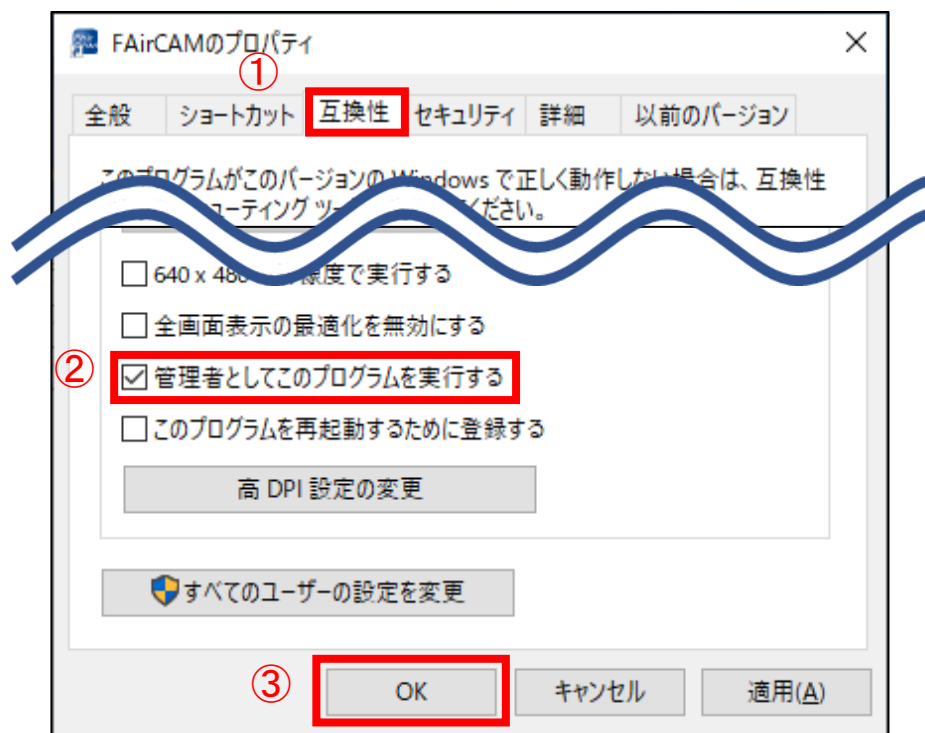 FAirCAMのプロパティ
①
全般 ショートカット 互換性 セキュリティ 詳細 以前のバージョン
このプログラムがこのバージョンの Windows で正しく動作しない場合は、互換性
ューティング ツー ください。
640 x 480 度で実行する
全画面表示の最適化を無効にする
② 管理者としてこのプログラムを実行する
このプログラムを再起動するために登録する
高 DPI 設定の変更
すべてのユーザーの設定を変更
③ OK キャンセル 適用(A)